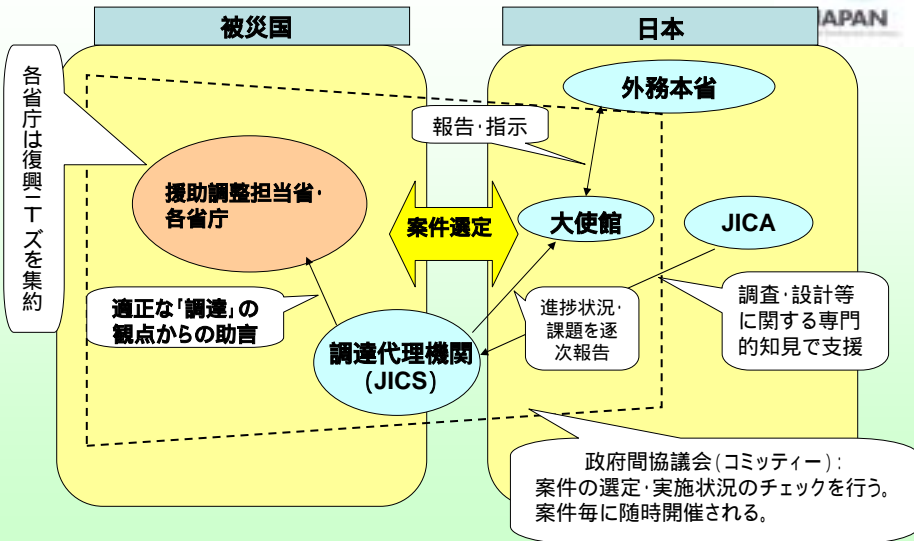 被災国
日本
JAPAN
各省庁は復興ニーズを集約
外務本省
報告・指示
援助調整担当省・
各省庁
案件選定
大使館
JICA
適正な「調達」の
観点からの助言
進捗状況・
課題を逐
次報告
調査・設計等
に関する専門
的知見で支援
調達代理機関
(JICS)
政府間協議会(コミッティー):
案件の選定・実施状況のチェックを行う。
案件毎に随時開催される。